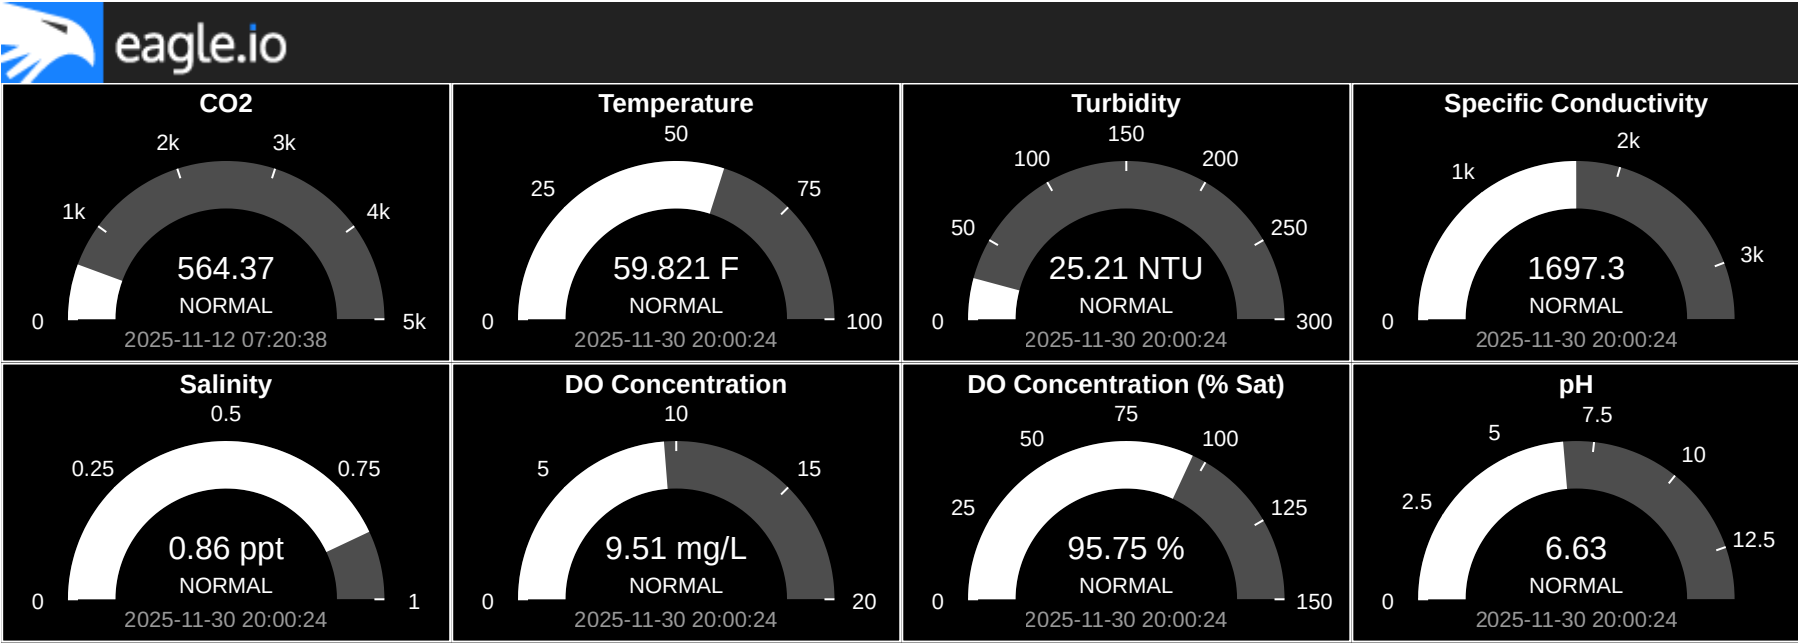 eagle.io
CO2
0
1k
2k
3k
4k
5k
564.37
NORMAL
2025-11-12 07:20:38
Temperature
0
25
50
75
100
59.821 F
NORMAL
2025-11-30 20:00:24
Turbidity
0
50
100
150
200
250
300
25.21 NTU
NORMAL
2025-11-30 20:00:24
Specific Conductivity
0
1k
2k
3k
1697.3
NORMAL
2025-11-30 20:00:24
Salinity
0
0.25
0.5
0.75
1
0.86 ppt
NORMAL
2025-11-30 20:00:24
DO Concentration
0
5
10
15
20
9.51 mg/L
NORMAL
2025-11-30 20:00:24
DO Concentration (% Sat)
0
25
50
75
100
125
150
95.75 %
NORMAL
2025-11-30 20:00:24
pH
0
2.5
5
7.5
10
12.5
6.63
NORMAL
2025-11-30 20:00:24